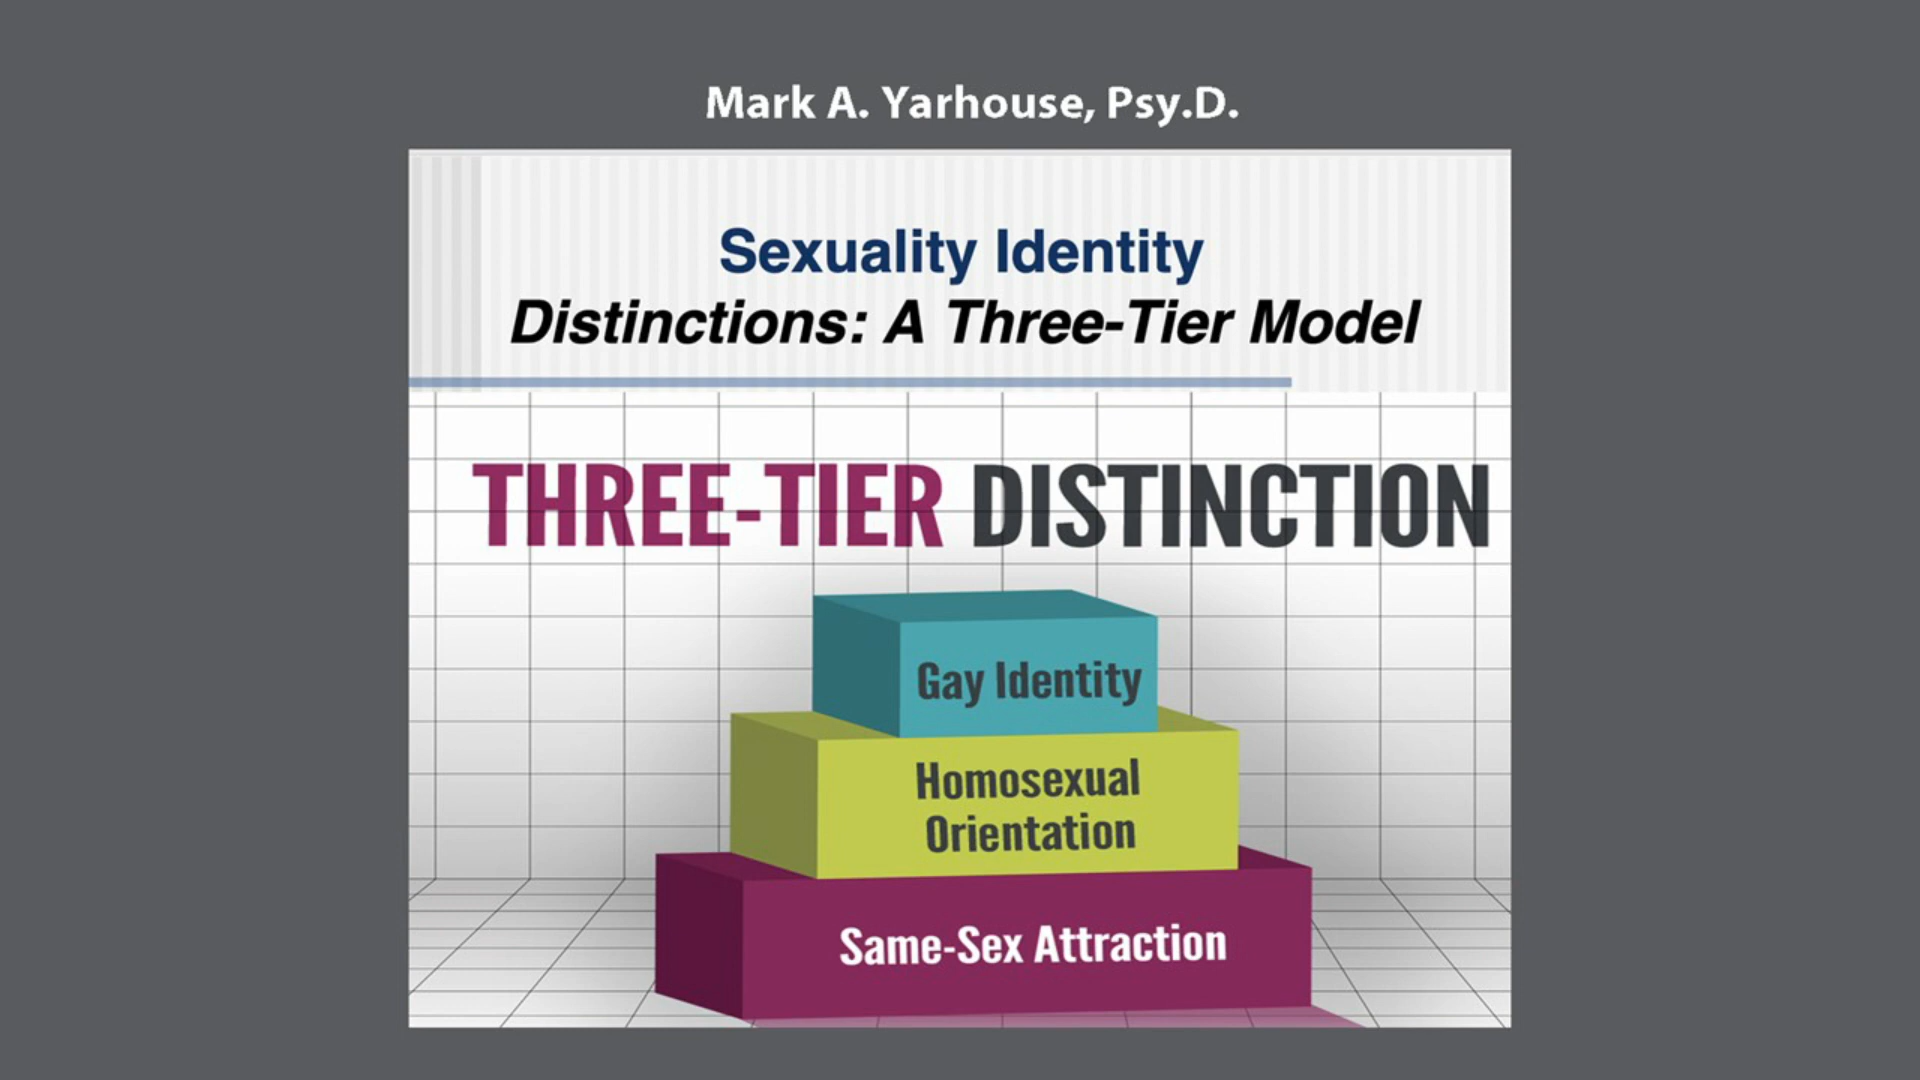 Mark A. Yarhouse, Psy.D.
Sexuality Identity
Distinctions: A Three-Tier Model
THREE-TIER DISTINCTION
Gay Identity
Homosexual
Orientation
Same-Sex Attraction